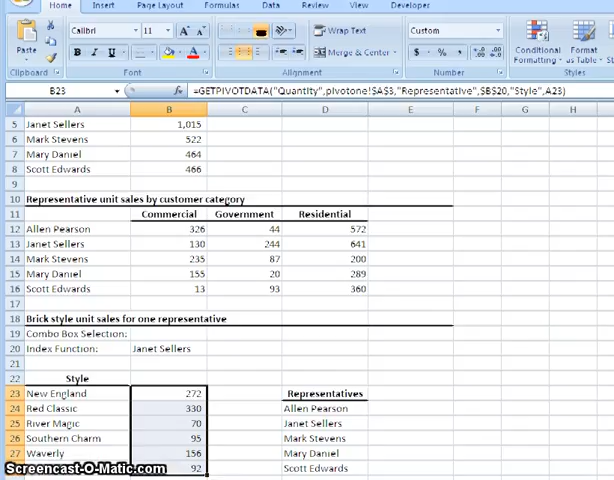 Home Insert Page Layout Formulas Data Review View Developer
Calibri 11 A A Wrap Text Custom
Paste B I U A Merge & Center $ % , Conditional Formatting Format as Table
Clipboard Font Alignment Number Styles
B23 =GETPIVOTDATA("Quantity",pivotone!$A$3,"Representative",$B$20,"Style",A23)
A B C D E F G H
5 Janet Sellers 1,015
6 Mark Stevens 522
7 Mary Daniel 464
8 Scott Edwards 466
9
10 Representative unit sales by customer category
11 Commercial Government Residential
12 Allen Pearson 326 44 572
13 Janet Sellers 130 244 641
14 Mark Stevens 235 87 200
15 Mary Daniel 155 20 289
16 Scott Edwards 13 93 360
17
18 Brick style unit sales for one representative
19 Combo Box Selection:
20 Index Function: Janet Sellers
21
22 Style
23 New England 272 Representatives
24 Red Classic 330 Allen Pearson
25 River Magic 70 Janet Sellers
26 Southern Charm 95 Mark Stevens
27 Waverly 156 Mary Daniel
Screencast-O-Matic.com 92 Scott Edwards